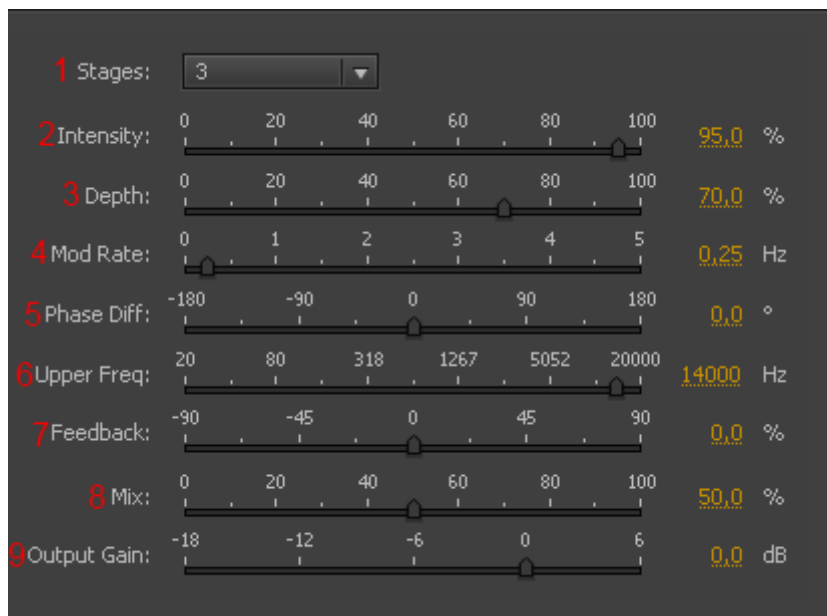 1 Stages: 3
0 20 40 60 80 100
2 Intensity: 95,0 %
0 20 40 60 80 100
3 Depth: 70,0 %
0 1 2 3 4 5
4 Mod Rate: 0,25 Hz
-180 -90 0 90 180
5 Phase Diff: 0,0 °
20 80 318 1267 5052 20000
6 Upper Freq: 14000 Hz
-90 -45 0 45 90
7 Feedback: 0,0 %
0 20 40 60 80 100
8 Mix: 50,0 %
-18 -12 -6 0 6
9 Output Gain: 0,0 dB